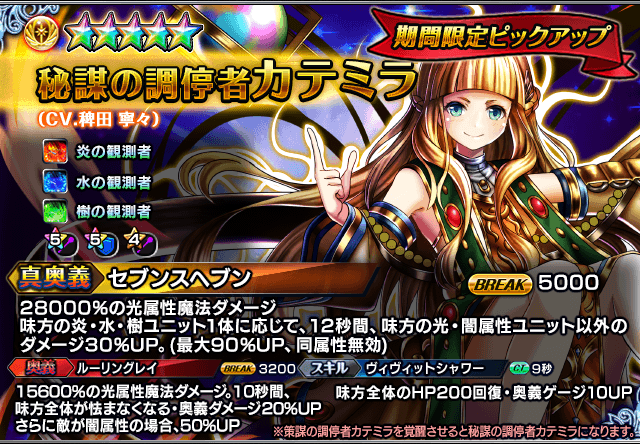 期間限定ピックアップ
秘謀の調停者カテミラ
(CV.稗田 寧々)
炎の観測者
水の観測者
樹の観測者
5 5 4
真奥義 セブンスヘブン BREAK 5000
28000%の光属性魔法ダメージ
味方の炎・水・樹ユニット1体に応じて、12秒間、味方の光・闇属性ユニット以外の
ダメージ30%UP。(最大90%UP、同属性無効)
奥義 ルーリングレイ BREAK 3200 スキル ヴィヴィットシャワー CT 9秒
15600%の光属性魔法ダメージ。10秒間、
味方全体が怯まなくなる・奥義ダメージ20%UP
さらに敵が闇属性の場合、50%UP
味方全体のHP200回復・奥義ゲージ10UP
※策謀の調停者カテミラを覚醒させると秘謀の調停者カテミラになります。